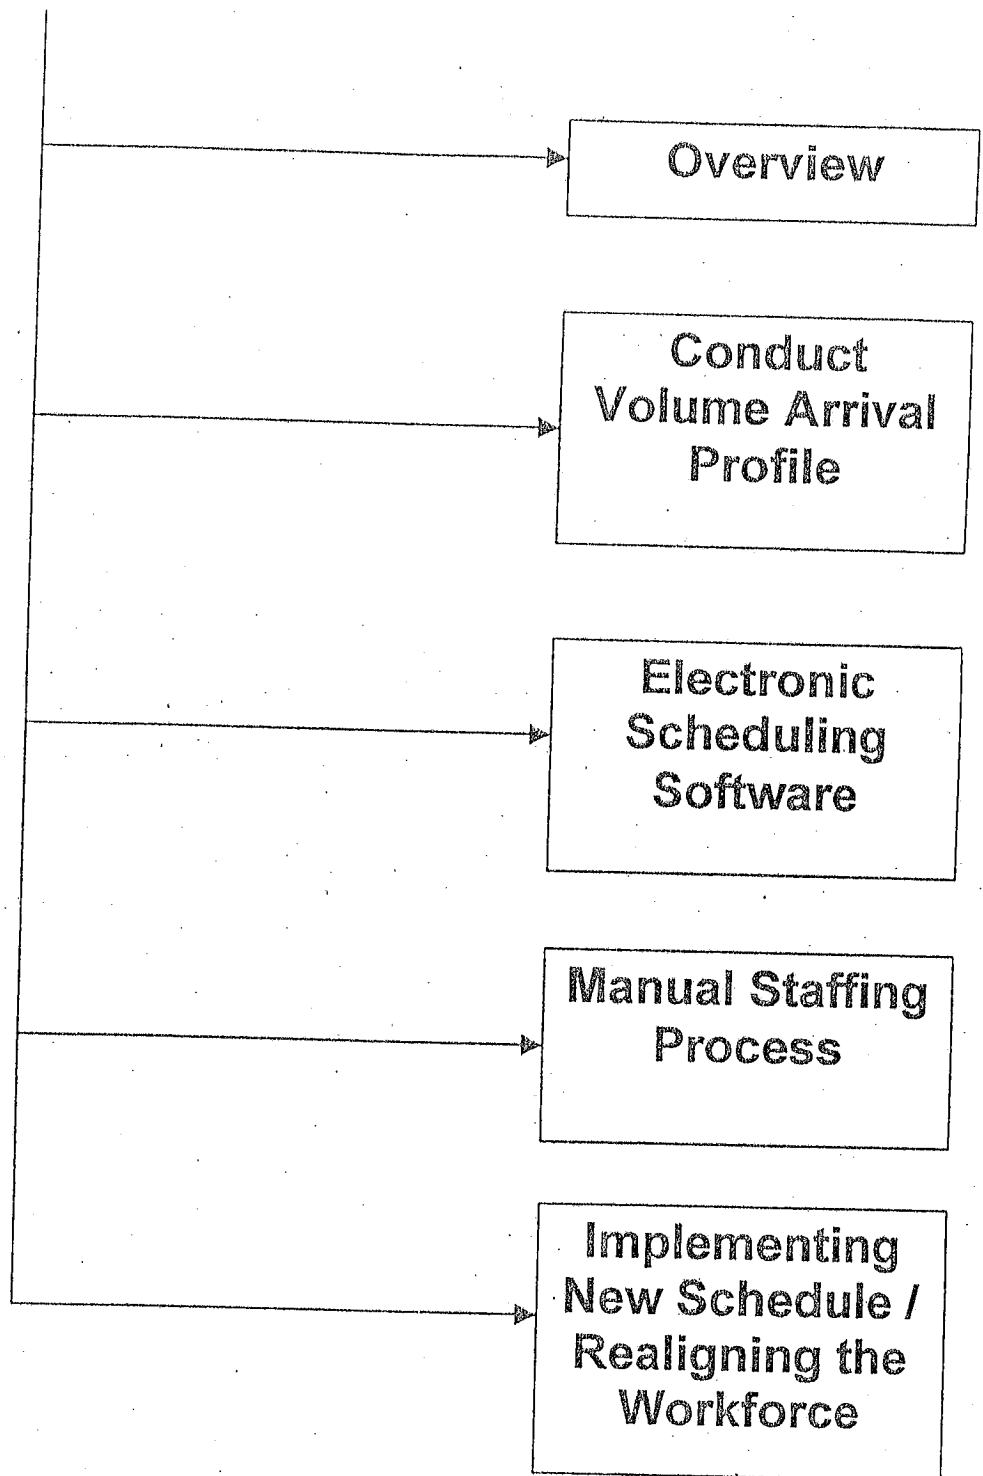 Overview
Conduct
Volume Arrival
Profile
Electronic
Scheduling
Software
Manual Staffing
Process
Implementing
New Schedule /
Realigning the
Workforce